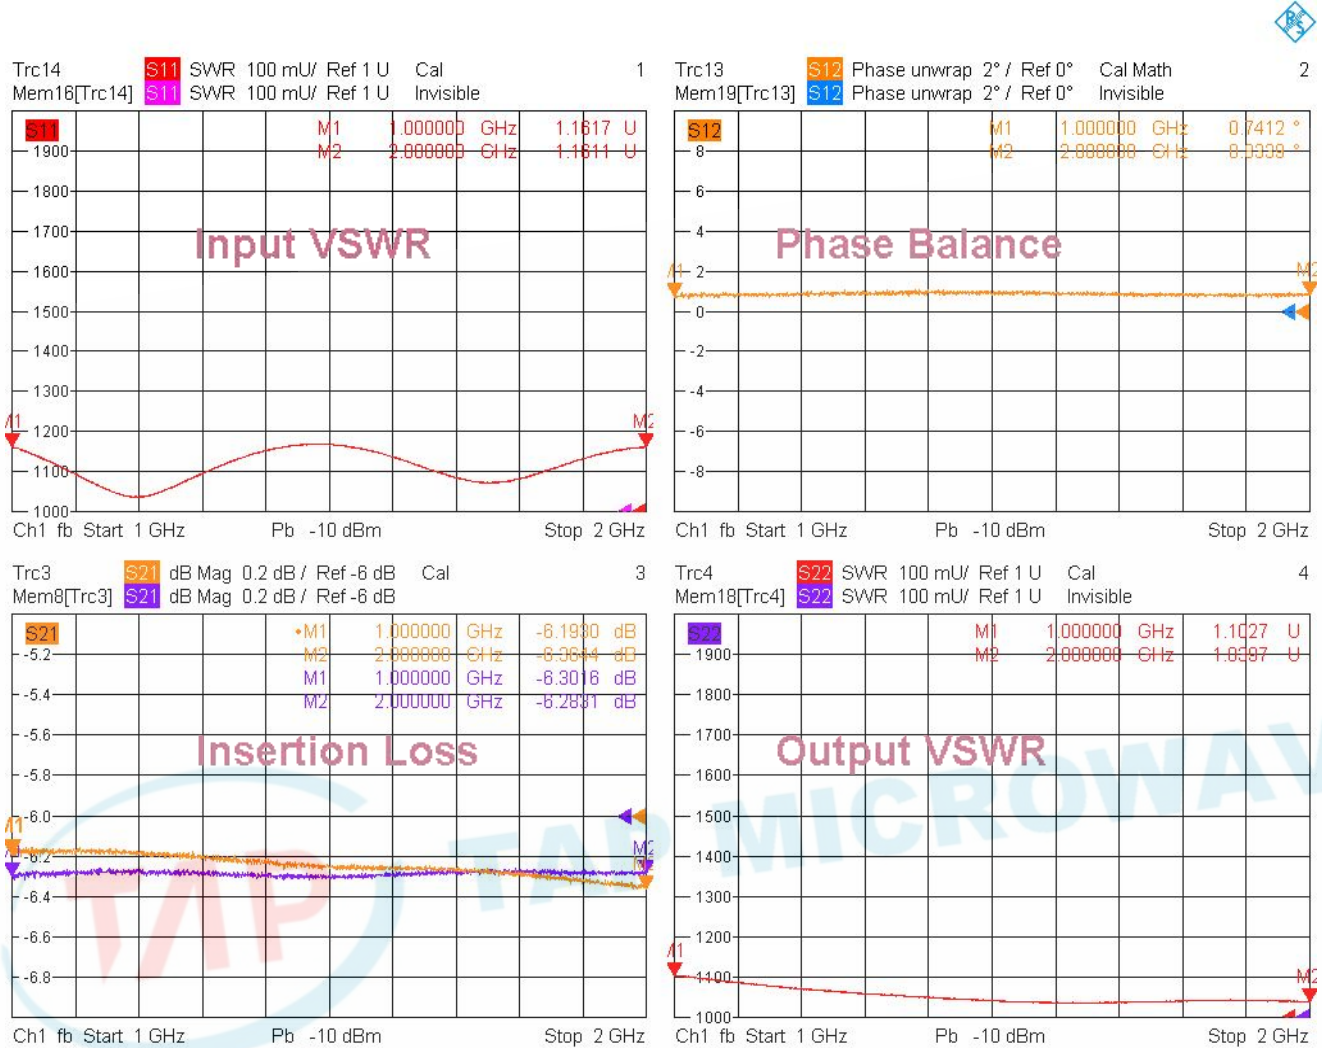 R&S
Trc14 S11 SWR 100 mU/ Ref 1 U Cal 1
Mem16[Trc14] S11 SWR 100 mU/ Ref 1 U Invisible
S11 M1 1.000000 GHz 1.1617 U
1900 M2 2.000000 GHz 1.1611 U
1800
1700 Input VSWR
1600
1500
1400
1300
M1 1200 M2
1100
1000
Ch1 fb Start 1 GHz Pb -10 dBm Stop 2 GHz
Trc13 S12 Phase unwrap 2°/ Ref 0° Cal Math 2
Mem19[Trc13] S12 Phase unwrap 2°/ Ref 0° Invisible
S12 M1 1.000000 GHz 0.7412 °
8 M2 2.000000 GHz
6
4 Phase Balance
M1 2 M2
0
-2
-4
-6
-8
Ch1 fb Start 1 GHz Pb -10 dBm Stop 2 GHz
Trc3 S21 dB Mag 0.2 dB / Ref -6 dB Cal 3
Mem8[Trc3] S21 dB Mag 0.2 dB / Ref -6 dB
S21 •M1 1.000000 GHz -6.1930 dB
-5.2 M2 2.000000 GHz -6.3644 dB
M1 1.000000 GHz -6.3016 dB
-5.4 M2 2.000000 GHz -6.2831 dB
-5.6 Insertion Loss
-5.8
-6.0
M1 -6.2 M2
-6.4
-6.6
-6.8
Ch1 fb Start 1 GHz Pb -10 dBm Stop 2 GHz
Trc4 S22 SWR 100 mU/ Ref 1 U Cal 4
Mem18[Trc4] S22 SWR 100 mU/ Ref 1 U Invisible
S22 M1 1.000000 GHz 1.1027 U
1900 M2 2.000000 GHz 1.0397 U
1800
1700 Output VSWR
1600
1500
1400
1300
1200
M1 1100 M2
1000
Ch1 fb Start 1 GHz Pb -10 dBm Stop 2 GHz
TAP TAP MICROWAV